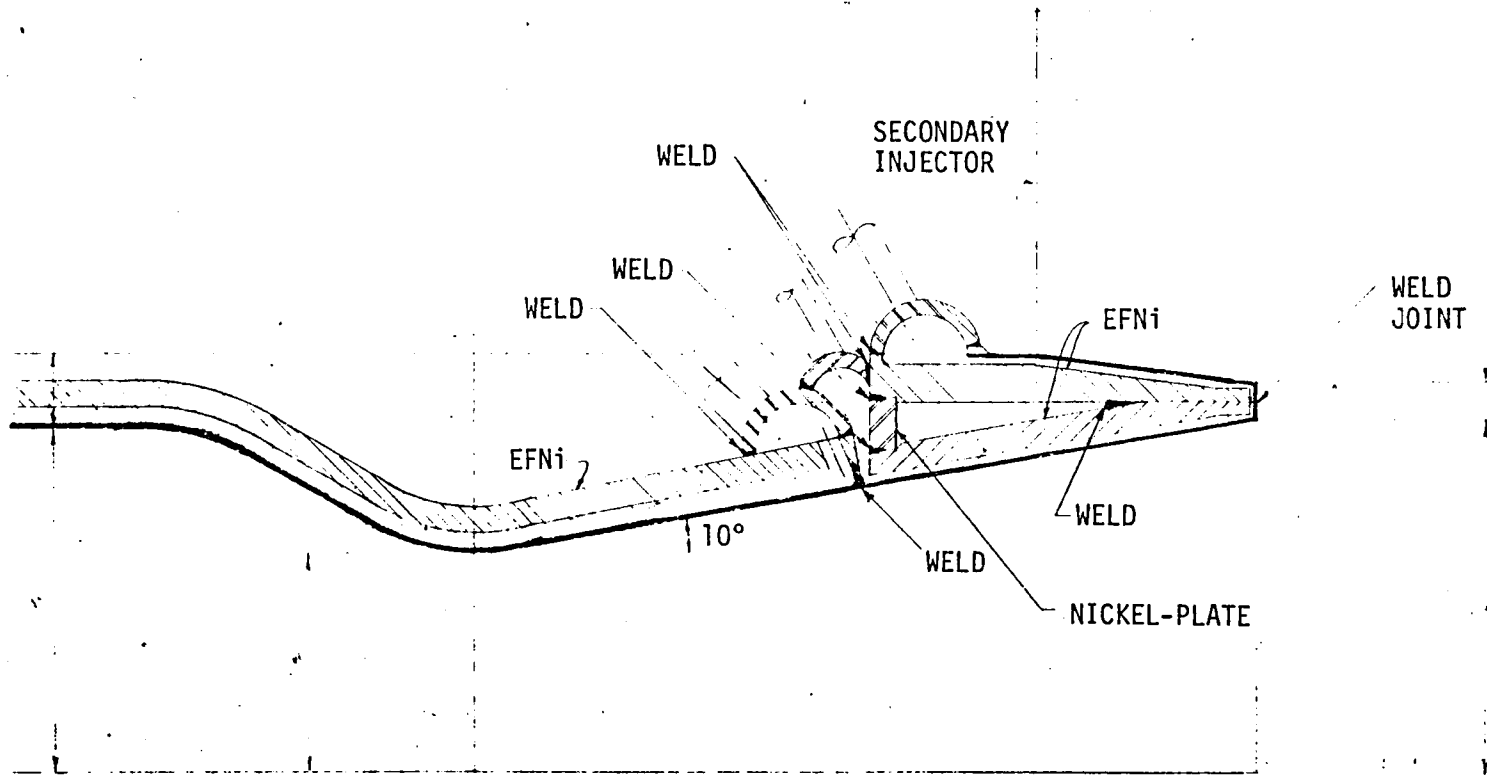 SECONDARY
INJECTOR
WELD
WELD
WELD
WELD
JOINT
EFNi
EFNi
10°
WELD
WELD
NICKEL-PLATE